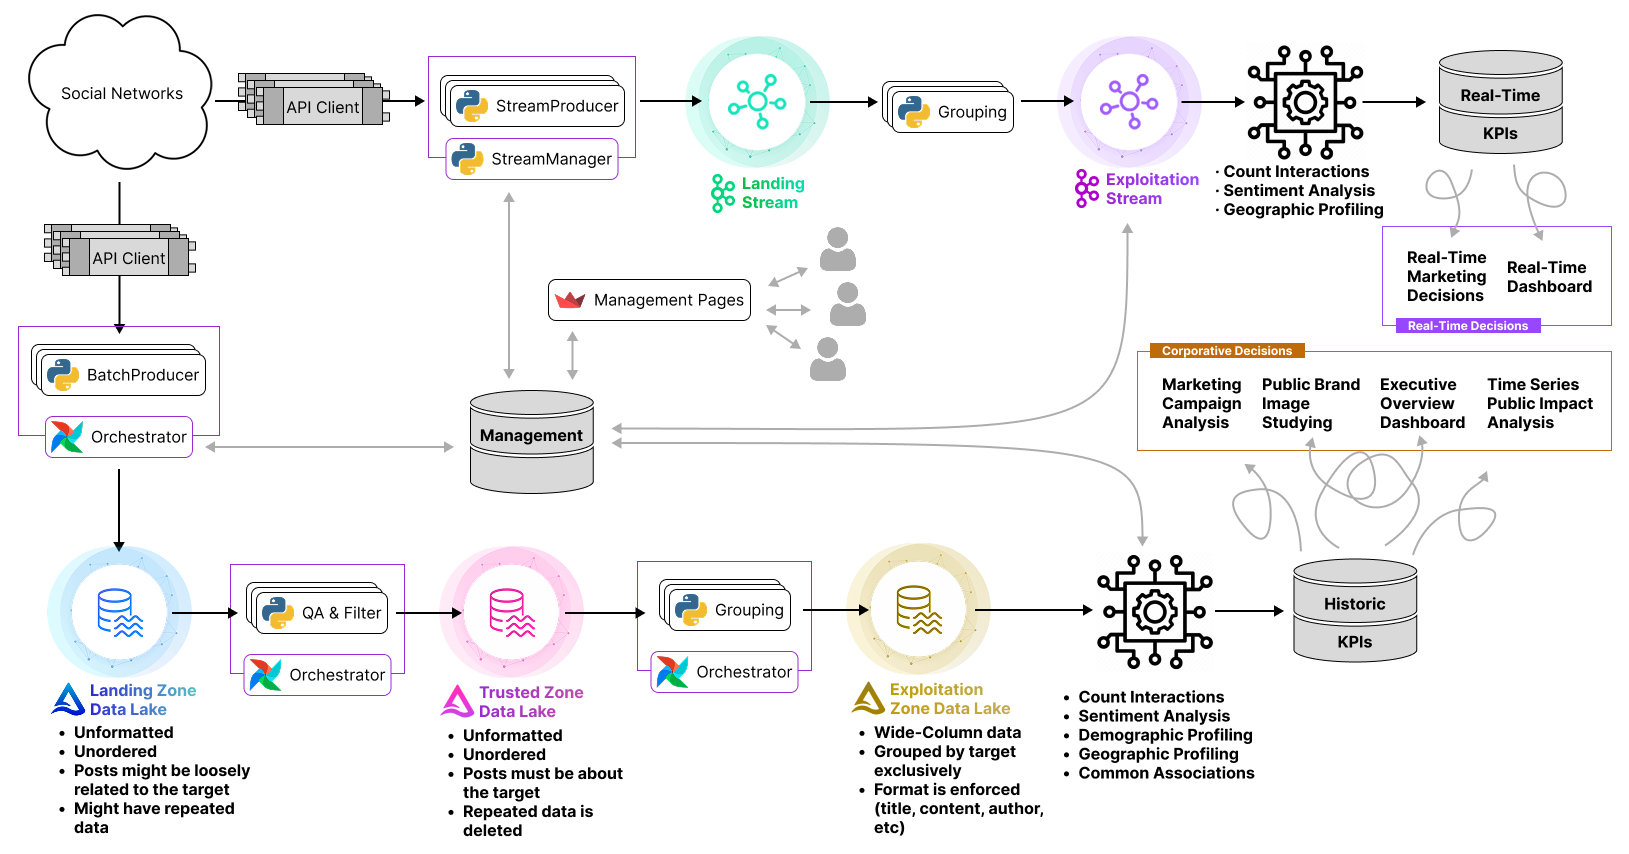 Social Networks
API Client
StreamProducer
StreamManager
Landing
Stream
Grouping
Exploitation
Stream
· Count Interactions
· Sentiment Analysis
· Geographic Profiling
Real-Time
KPIs
API Client
Management Pages
Real-Time
Marketing
Decisions
Real-Time
Dashboard
Real-Time Decisions
BatchProducer
Orchestrator
Management
Corporative Decisions
Marketing
Campaign
Analysis
Public Brand
Image
Studying
Executive
Overview
Dashboard
Time Series
Public Impact
Analysis
QA & Filter
Orchestrator
Grouping
Orchestrator
Historic
KPIs
Landing Zone
Data Lake
• Unformatted
• Unordered
• Posts might be loosely
related to the target
• Might have repeated
data
Trusted Zone
Data Lake
• Unformatted
• Unordered
• Posts must be about
the target
• Repeated data is
deleted
Exploitation
Zone Data Lake
• Wide-Column data
• Grouped by target
exclusively
• Format is enforced
(title, content, author,
etc)
• Count Interactions
• Sentiment Analysis
• Demographic Profiling
• Geographic Profiling
• Common Associations